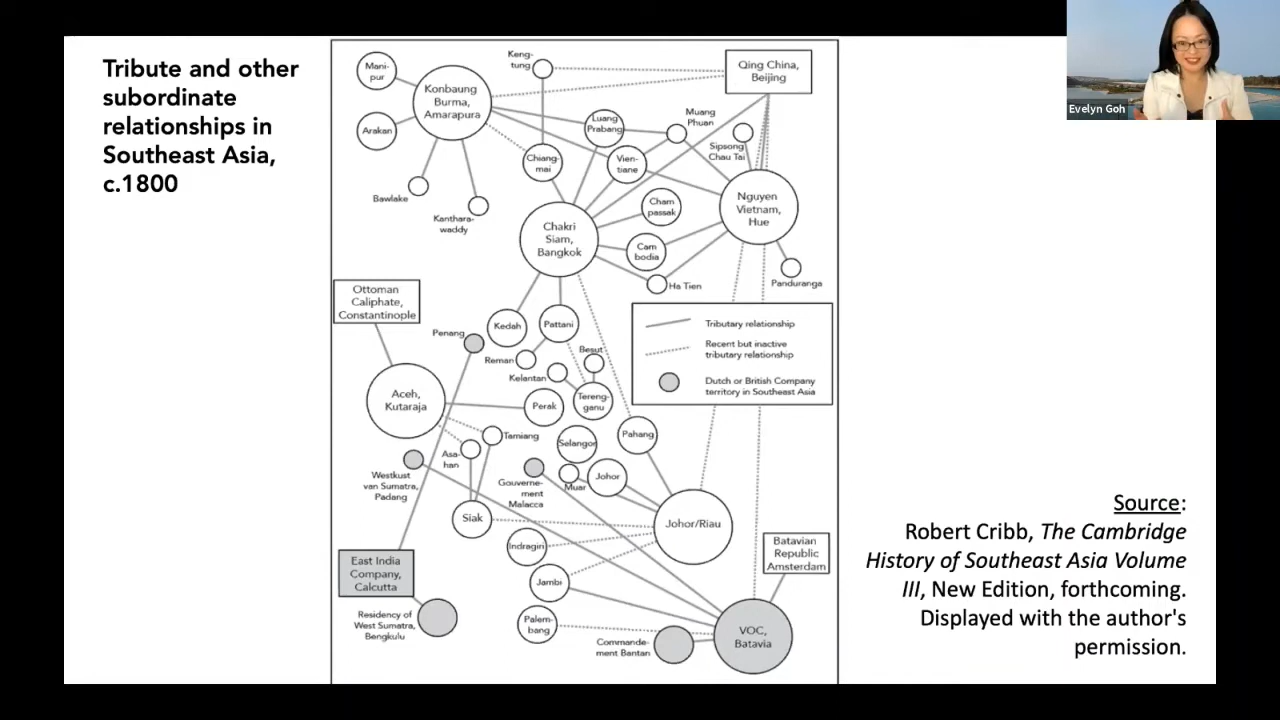 Tribute and other
subordinate
relationships in
Southeast Asia,
c.1800
Evelyn Goh
Mani-
pur
Konbaung
Burma,
Amarapura
Keng-
tung
Qing China,
Beijing
Arakan
Luang
Prabang
Muang
Phuan
Sipsong
Chau Tai
Chiang-
mai
Vien-
tiane
Bawlake
Kanthara-
waddy
Cham
passak
Nguyen
Vietnam,
Hue
Chakri
Siam,
Bangkok
Cam
bodia
Ha Tien
Panduranga
Ottoman
Caliphate,
Constantinople
Penang
Kedah
Pattani
Tributary relationship
Recent but inactive
tributary relationship
Dutch or British Company
territory in Southeast Asia
Reman
Besut
Kelantan
Aceh,
Kutaraja
Perak
Tereng-
ganu
Tamiang
Selangor
Pahang
Asa-
han
Westkust
van Sumatra,
Padang
Gouverne-
ment
Malacca
Muar
Johor
Siak
Johor/Riau
Indragiri
Batavian
Republic
Amsterdam
East India
Company,
Calcutta
Jambi
Residency of
West Sumatra,
Bengkulu
Palem-
bang
Commande-
ment Bantan
VOC,
Batavia
Source:
Robert Cribb, The Cambridge
History of Southeast Asia Volume
III, New Edition, forthcoming.
Displayed with the author's
permission.